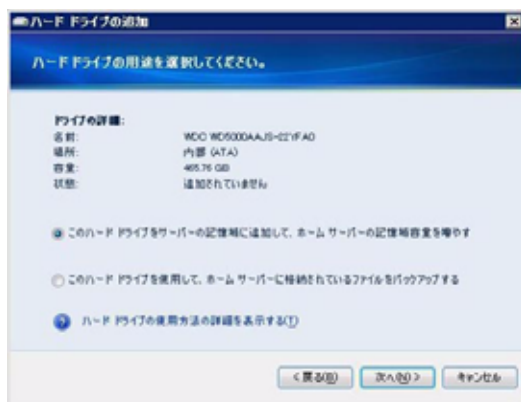 ハード ドライブの追加
ハード ドライブの用途を選択してください。
ドライブの詳細:
名前: WDC WD5000AAJS-22YFA0
場所: 内部 (ATA)
容量: 465.76 GB
状態: 追加されていません
このハード ドライブをサーバーの記憶域に追加して、ホーム サーバーの記憶域容量を増やす
このハード ドライブを使用して、ホーム サーバーに格納されているファイルをバックアップする
ハード ドライブの使用方法の詳細を表示する(T)
< 戻る(B)
次へ(N) >
キャンセル